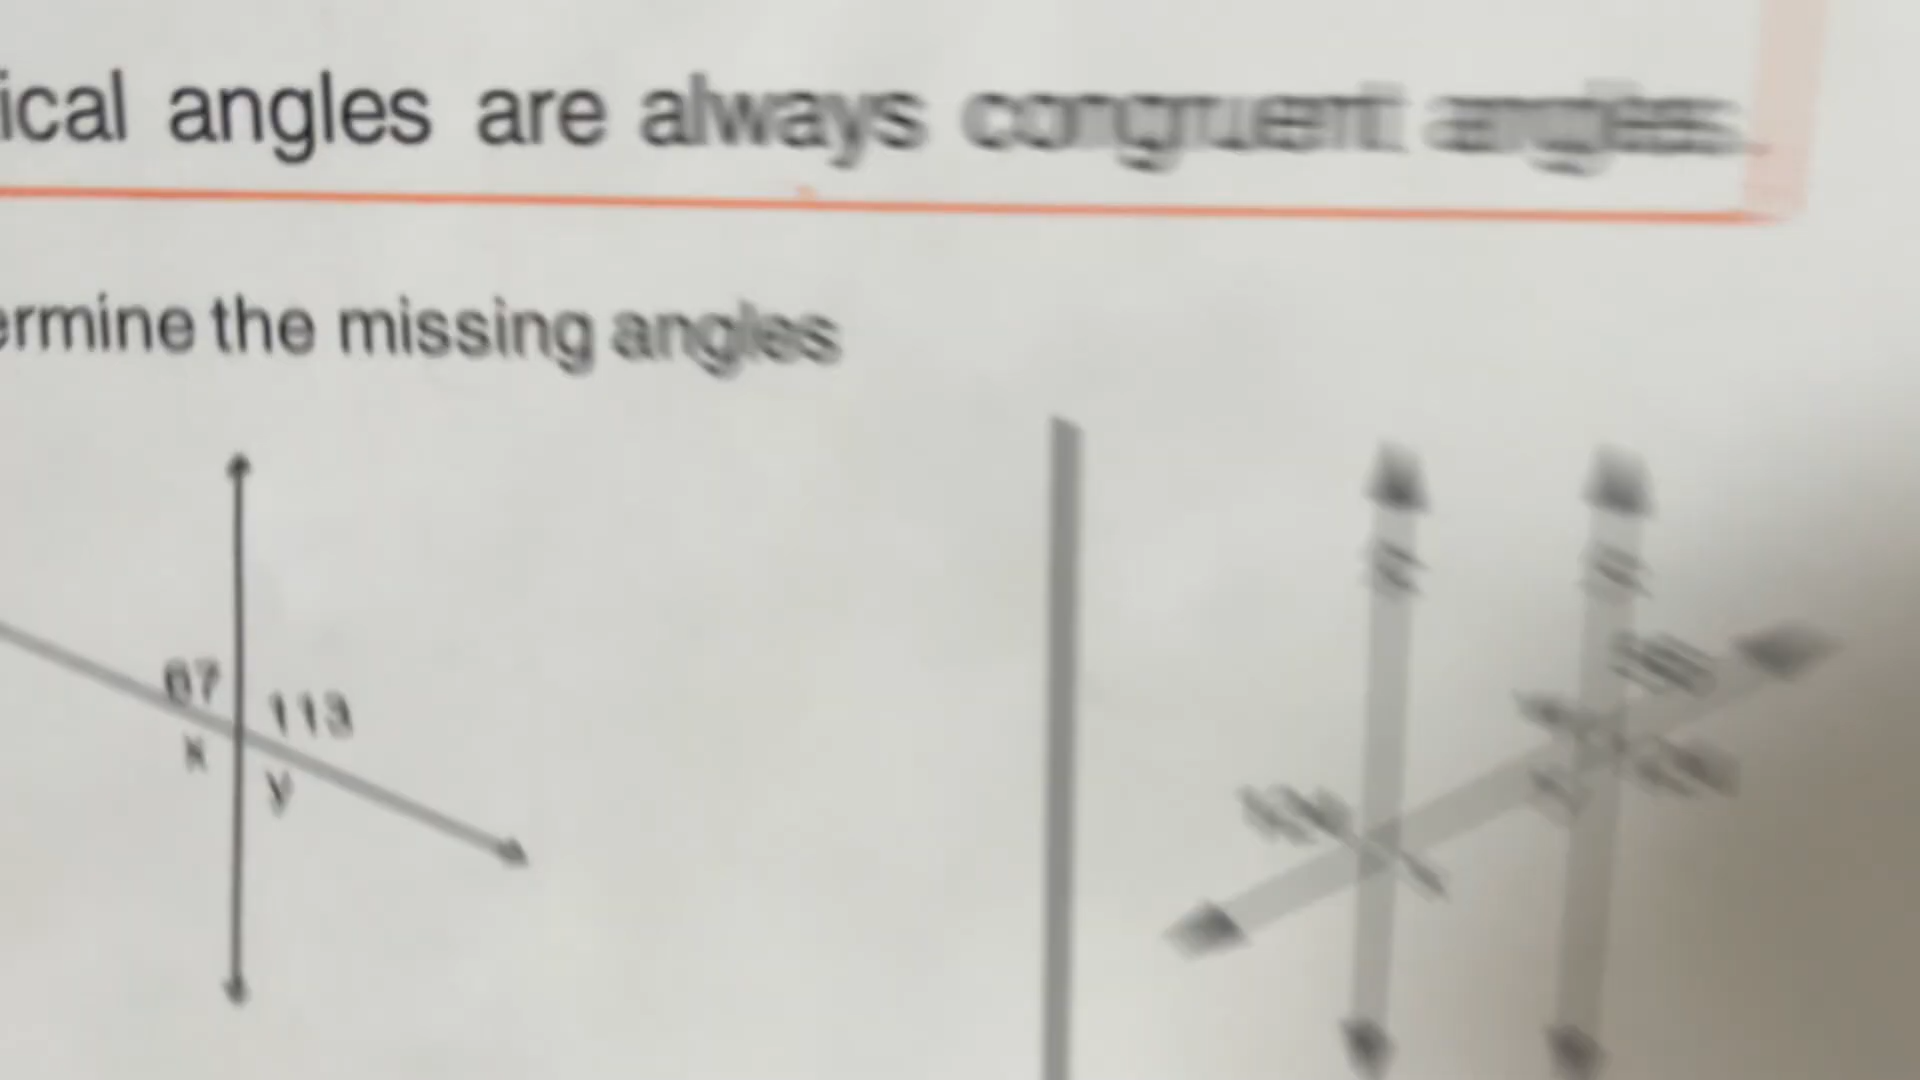 ical angles are always congruent angles.
ermine the missing angles
67
113
x
y